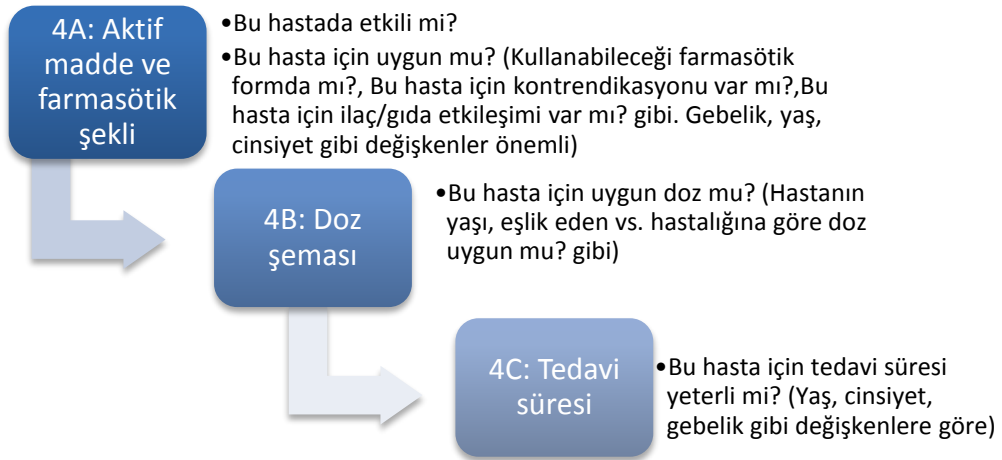 4A: Aktif
madde ve
farmasötik
şekli
•Bu hastada etkili mi?
•Bu hasta için uygun mu? (Kullanabileceği farmasötik
formda mı?, Bu hasta için kontrendikasyonu var mı?,Bu
hasta için ilaç/gıda etkileşimi var mı? gibi. Gebelik, yaş,
cinsiyet gibi değişkenler önemli)
4B: Doz
şeması
•Bu hasta için uygun doz mu? (Hastanın
yaşı, eşlik eden vs. hastalığına göre doz
uygun mu? gibi)
4C: Tedavi
süresi
•Bu hasta için tedavi süresi
yeterli mi? (Yaş, cinsiyet,
gebelik gibi değişkenlere göre)